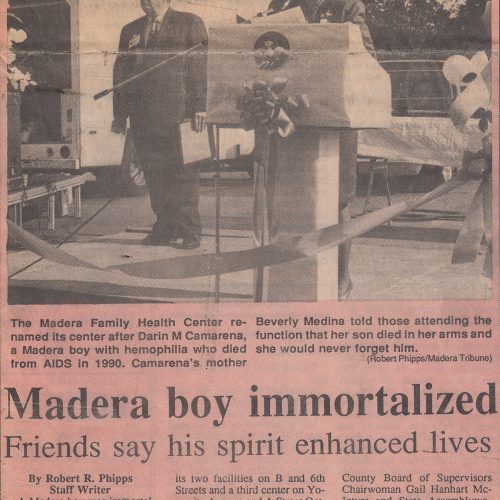 The Madera Family Health Center re-
named its center after Darin M Camarena,
a Madera boy with hemophilia who died
from AIDS in 1990. Camarena's mother
Beverly Medina told those attending the
function that her son died in her arms and
she would never forget him.
(Robert Phipps/Madera Tribune)
Madera boy immortalized
Friends say his spirit enhanced lives
By Robert R. Phipps
Staff Writer
its two facilities on B and 6th
Streets and a third center on Yo-
County Board of Supervisors
Chairwoman Gail Hanhart Mc-